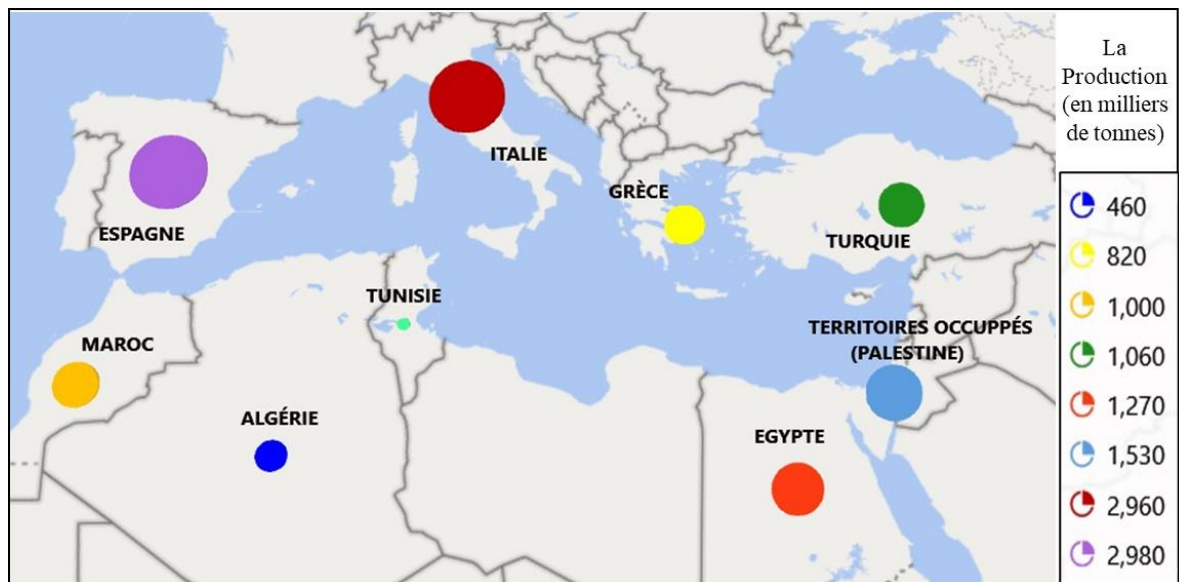 La
Production
(en milliers
de tonnes)
ITALIE
ESPAGNE
GRÈCE
TURQUIE
TUNISIE
MAROC
TERRITOIRES OCCUPPÉS
(PALESTINE)
ALGÉRIE
EGYPTE
460
820
1,000
1,060
1,270
1,530
2,960
2,980